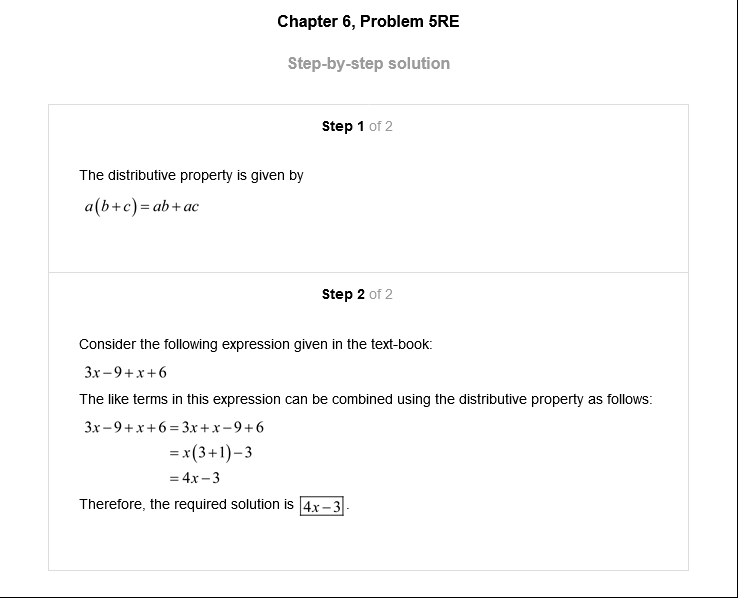 Chapter 6, Problem 5RE
Step-by-step solution
Step 1 of 2
The distributive property is given by
a(b+c)=ab+ac
Step 2 of 2
Consider the following expression given in the text-book:
3x−9+x+6
The like terms in this expression can be combined using the distributive property as follows:
3x−9+x+6=3x+x−9+6
=x(3+1)−3
=4x−3
Therefore, the required solution is 4x−3.